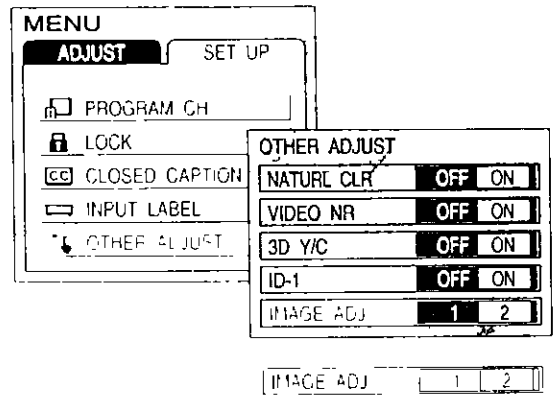 MENU
ADJUST SET UP
PROGRAM CH
LOCK
CC CLOSED CAPTION
INPUT LABEL
OTHER ADJUST
OTHER ADJUST
NATURL CLR OFF ON
VIDEO NR OFF ON
3D Y/C OFF ON
ID-1 OFF ON
IMAGE ADJ 1 2
IMAGE ADJ 1 2